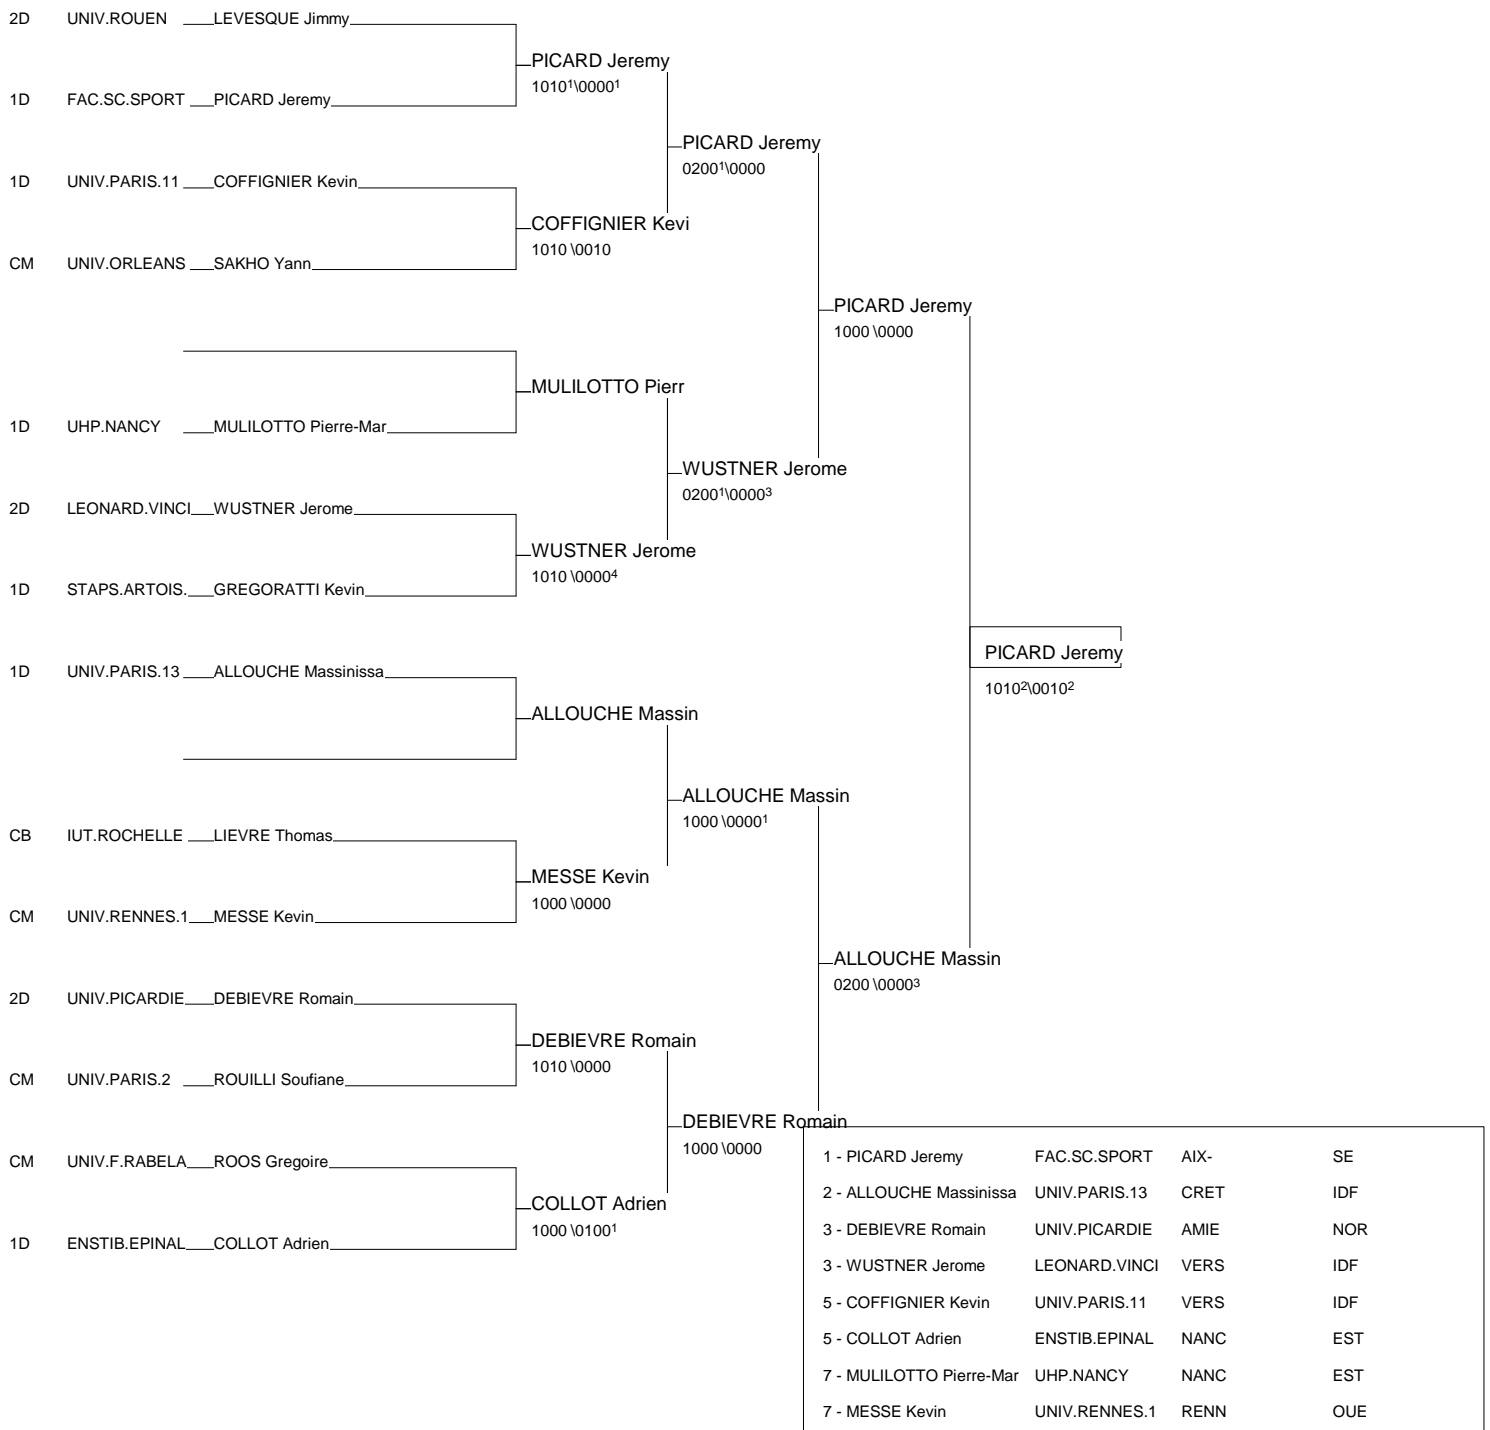 2D UNIV.ROUEN LEVESQUE Jimmy
PICARD Jeremy
1010¹\0000¹
1D FAC.SC.SPORT PICARD Jeremy
PICARD Jeremy
0200¹\0000
1D UNIV.PARIS.11 COFFIGNIER Kevin
COFFIGNIER Kevi
1010 \0010
CM UNIV.ORLEANS SAKHO Yann
PICARD Jeremy
1000 \0000
MULILOTTO Pierr
1D UHP.NANCY MULILOTTO Pierre-Mar
WUSTNER Jerome
0200¹\0000³
2D LEONARD.VINCI WUSTNER Jerome
WUSTNER Jerome
1010 \0000⁴
1D STAPS.ARTOIS. GREGORATTI Kevin
PICARD Jeremy
1010²\0010²
1D UNIV.PARIS.13 ALLOUCHE Massinissa
ALLOUCHE Massin
ALLOUCHE Massin
1000 \0000¹
CB IUT.ROCHELLE LIEVRE Thomas
MESSE Kevin
1000 \0000
CM UNIV.RENNES.1 MESSE Kevin
ALLOUCHE Massin
0200 \0000³
2D UNIV.PICARDIE DEBIEVRE Romain
DEBIEVRE Romain
1010 \0000
CM UNIV.PARIS.2 ROUILLI Soufiane
DEBIEVRE Romain
1000 \0000
CM UNIV.F.RABELA ROOS Gregoire
COLLOT Adrien
1000 \0100¹
1D ENSTIB.EPINAL COLLOT Adrien
1 - PICARD Jeremy FAC.SC.SPORT AIX- SE
2 - ALLOUCHE Massinissa UNIV.PARIS.13 CRET IDF
3 - DEBIEVRE Romain UNIV.PICARDIE AMIE NOR
3 - WUSTNER Jerome LEONARD.VINCI VERS IDF
5 - COFFIGNIER Kevin UNIV.PARIS.11 VERS IDF
5 - COLLOT Adrien ENSTIB.EPINAL NANC EST
7 - MULILOTTO Pierre-Mar UHP.NANCY NANC EST
7 - MESSE Kevin UNIV.RENNES.1 RENN OUE